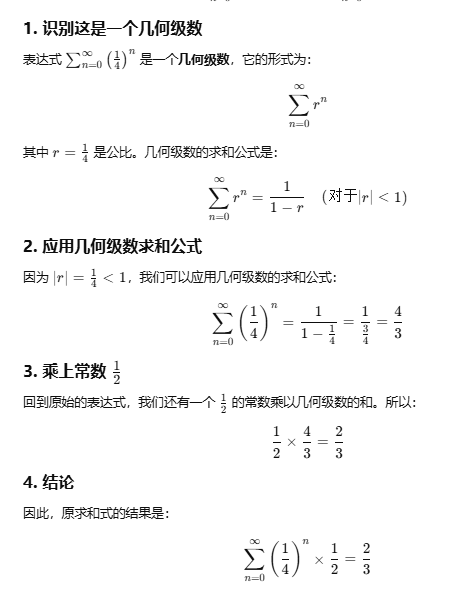 1. 识别这是一个几何级数
表达式 $\sum_{n=0}^{\infty} \left(\frac{1}{4}\right)^n$ 是一个几何级数，它的形式为：
$\sum_{n=0}^{\infty} r^n$
其中 $r = \frac{1}{4}$ 是公比。几何级数的求和公式是：
$\sum_{n=0}^{\infty} r^n = \frac{1}{1-r} \quad (对于|r| < 1)$
2. 应用几何级数求和公式
因为 $|r| = \frac{1}{4} < 1$，我们可以应用几何级数的求和公式：
$\sum_{n=0}^{\infty} \left(\frac{1}{4}\right)^n = \frac{1}{1-\frac{1}{4}} = \frac{1}{\frac{3}{4}} = \frac{4}{3}$
3. 乘上常数 $\frac{1}{2}$
回到原始的表达式，我们还有一个 $\frac{1}{2}$ 的常数乘以几何级数的和。所以：
$\frac{1}{2} \times \frac{4}{3} = \frac{2}{3}$
4. 结论
因此，原求和式的结果是：
$\sum_{n=0}^{\infty} \left(\frac{1}{4}\right)^n \times \frac{1}{2} = \frac{2}{3}$